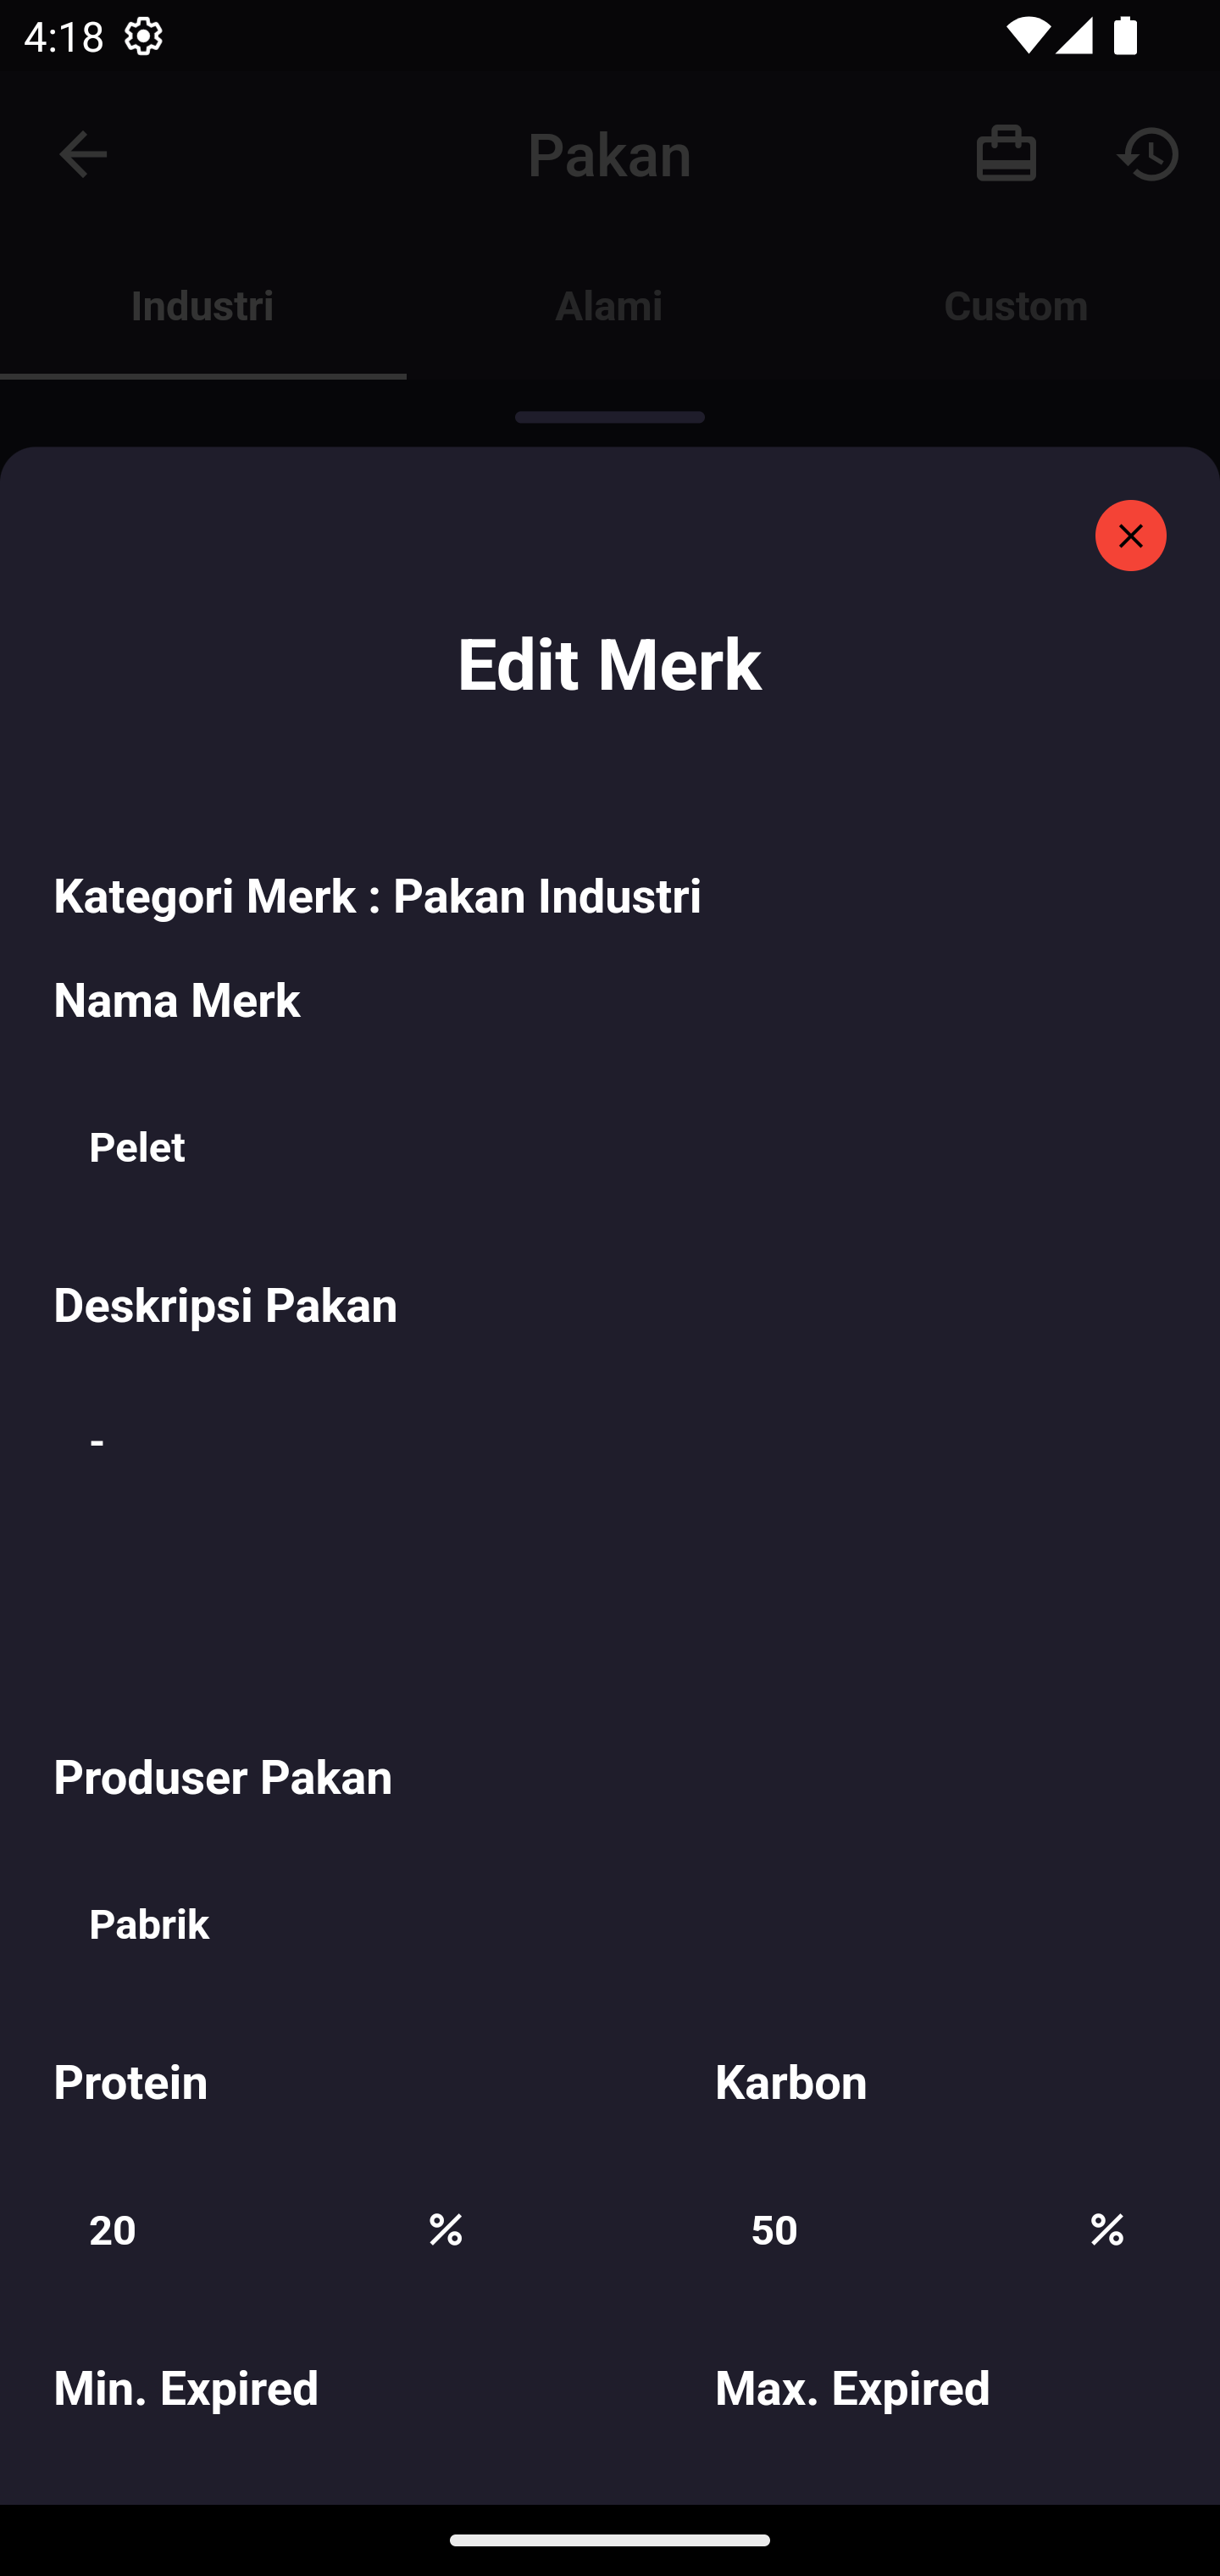 4:18
Pakan
Industri Alami Custom
Edit Merk
Kategori Merk : Pakan Industri
Nama Merk
Pelet
Deskripsi Pakan
-
Produser Pakan
Pabrik
Protein Karbon
20 % 50 %
Min. Expired Max. Expired